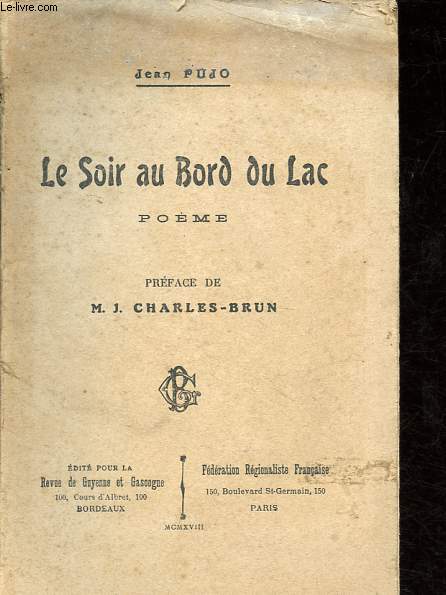 Le-livre.com
Jean PUJO
Le Soir au Bord du Lac
POÈME
PRÉFACE DE
M. J. CHARLES-BRUN
ÉDITÉ POUR LA
Revue de Guyenne et Gascogne
100, Cours d'Albret, 100
BORDEAUX
Fédération Régionaliste Française
150, Boulevard St-Germain, 150
PARIS
MCMXVIII